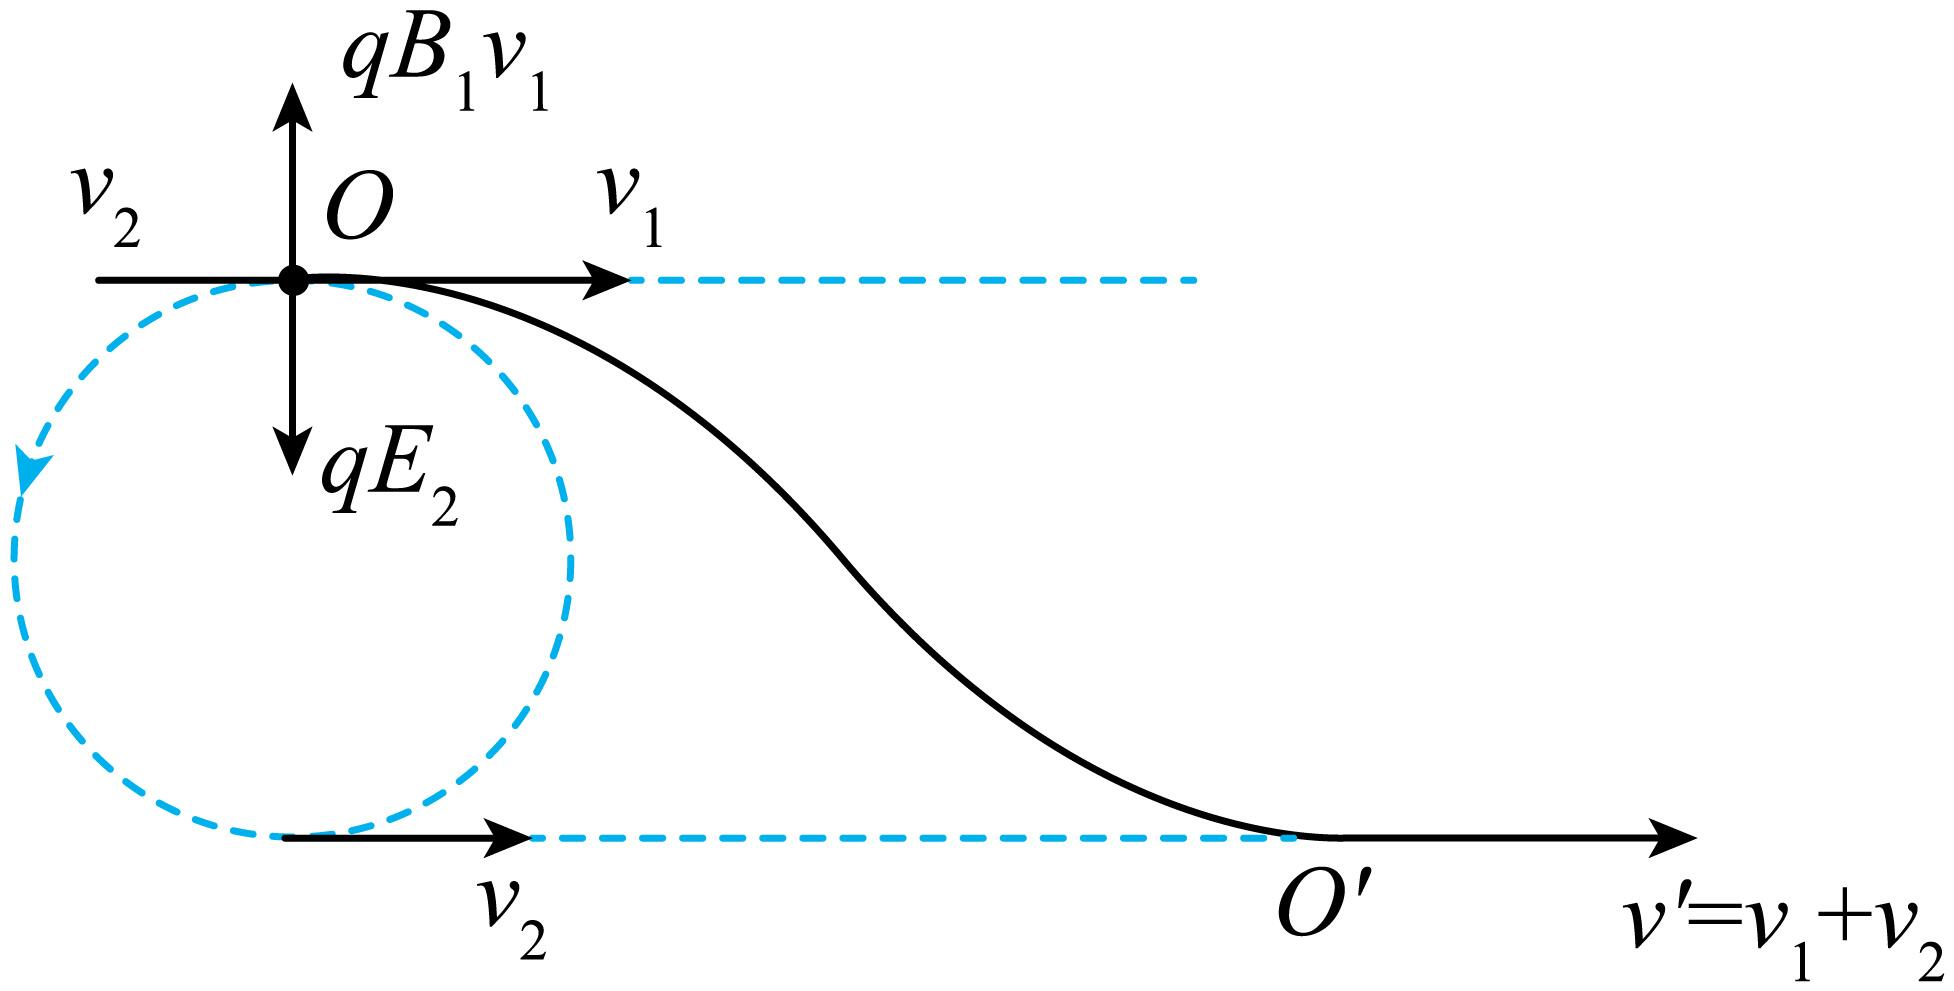 qB₁v₁
v₂
O
v₁
qE₂
v₂
O′
v′=v₁+v₂